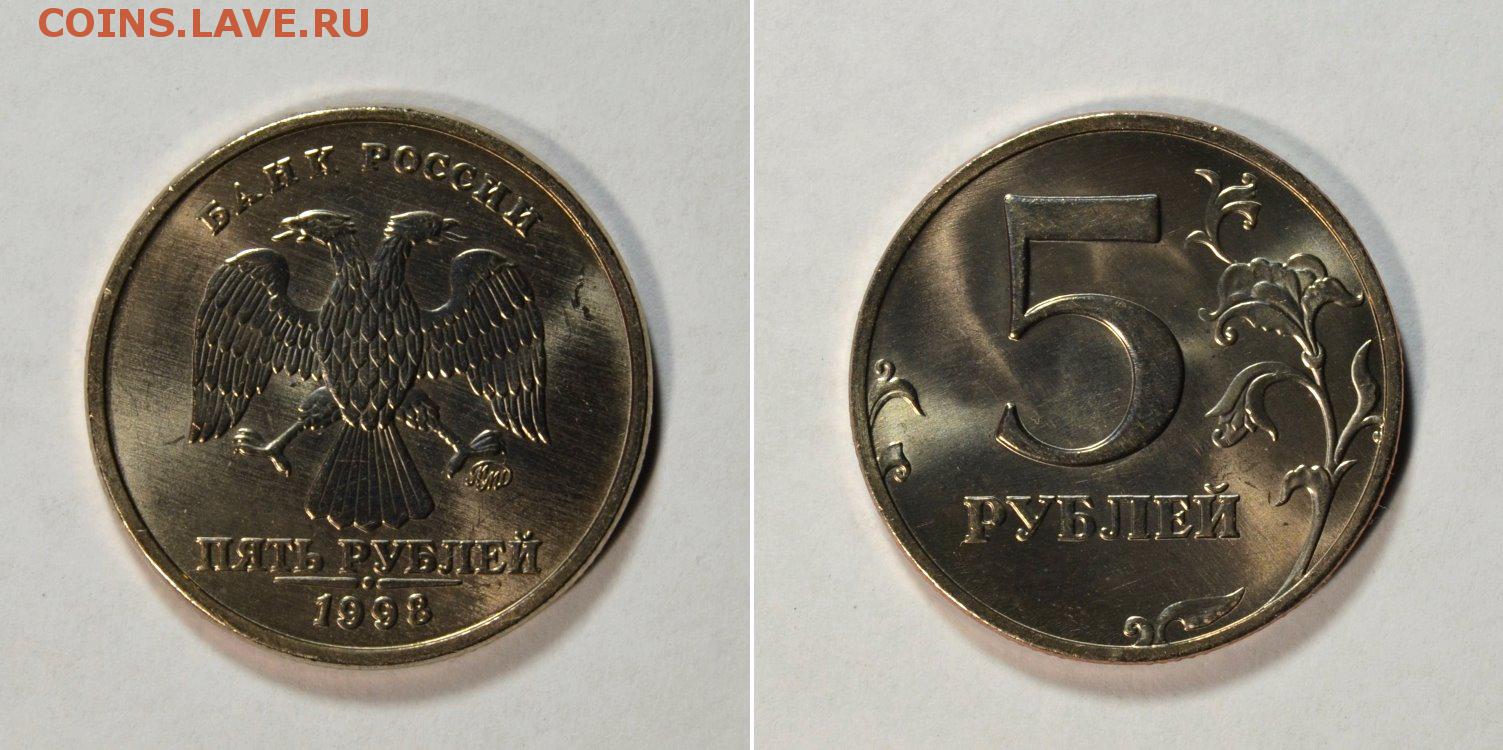 COINS.LAVE.RU
БАНК РОССИИ
ММД
ПЯТЬ РУБЛЕЙ
1998
5
РУБЛЕЙ